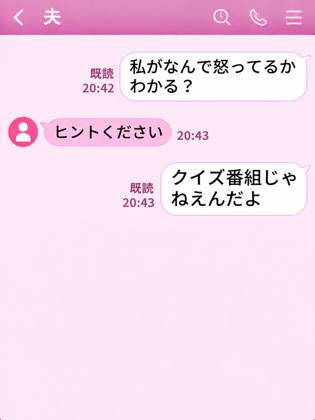 夫
私がなんで怒ってるか
わかる？
既読
20:42
ヒントください
20:43
クイズ番組じゃ
ねえんだよ
既読
20:43